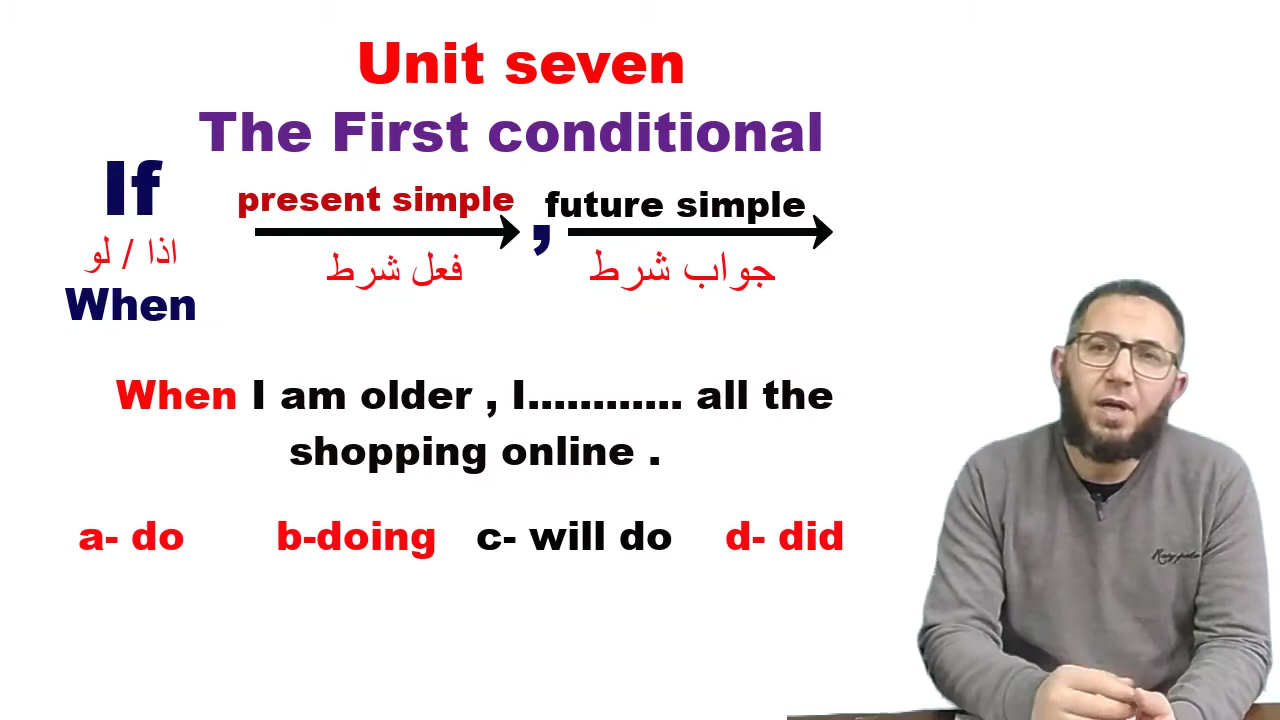 Unit seven
The First conditional
If present simple , future simple
اذا / لو فعل شرط جواب شرط
When
When I am older , I............ all the
shopping online .
a- do b-doing c- will do d- did